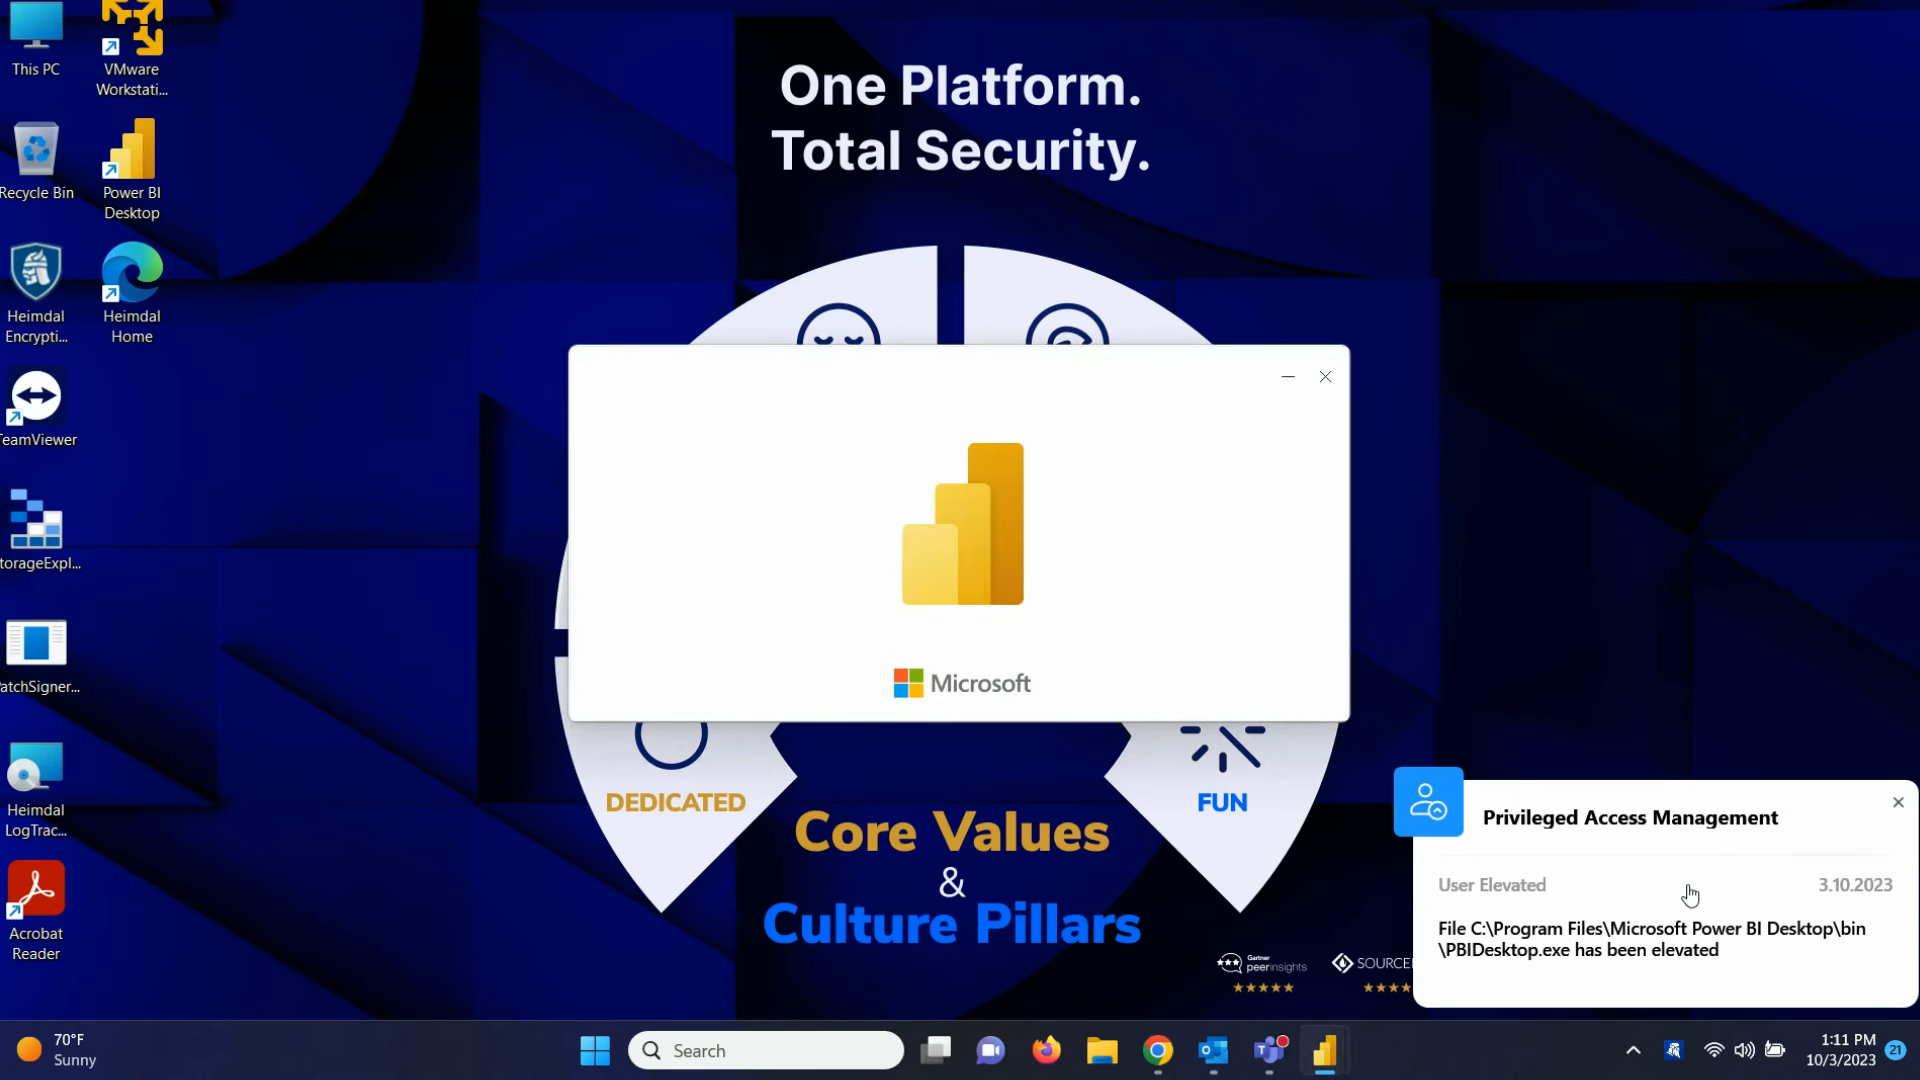 This PC
VMware
Workstati...
Recycle Bin
Power BI
Desktop
Heimdal
Encrypti...
Heimdal
Home
TeamViewer
torageExpl...
atchSigner...
Heimdal
LogTrac...
Acrobat
Reader
One Platform.
Total Security.
Microsoft
DEDICATED
FUN
Core Values
&
Culture Pillars
Gartner
peerinsights
SOURCE
Privileged Access Management
User Elevated
3.10.2023
File C:\Program Files\Microsoft Power BI Desktop\bin
\PBIDesktop.exe has been elevated
70°F
Sunny
Search
1:11 PM
10/3/2023
21